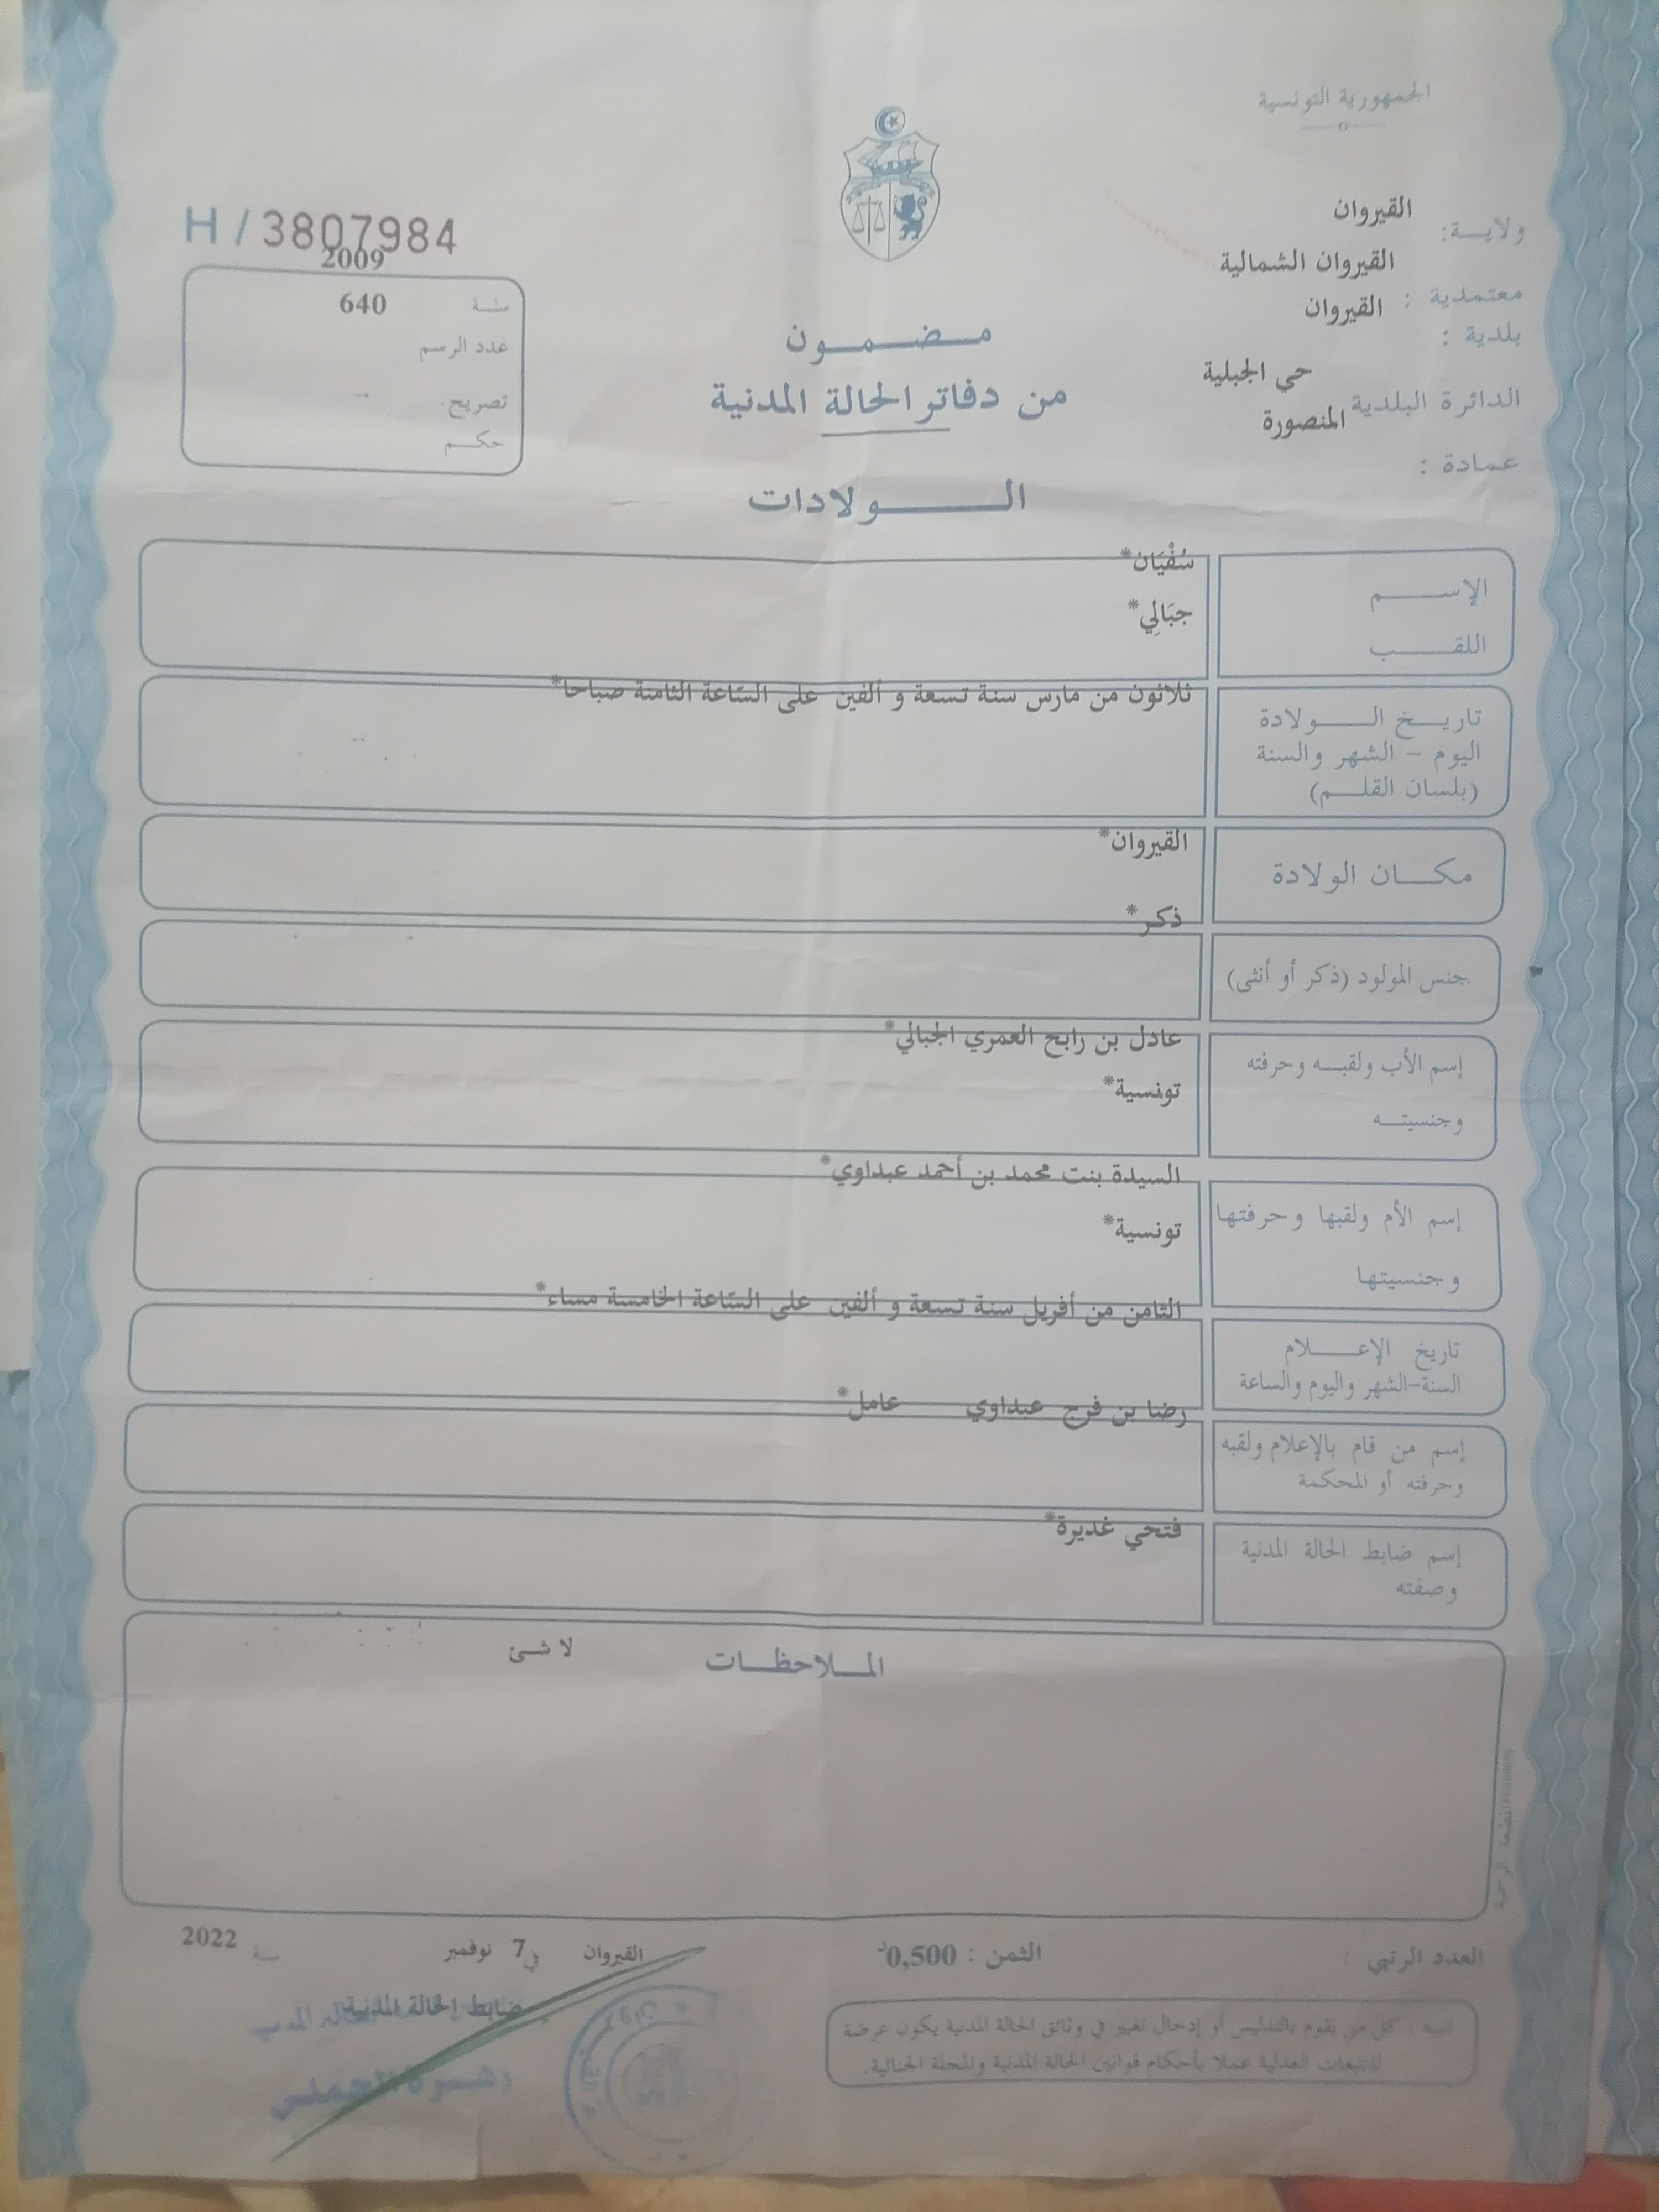 الجمهورية التونسية
ولايــة: القيروان
معتمدية : القيروان الشمالية
بلدية : القيروان
الدائرة البلدية حي الجبلية
عمادة : المنصورة
H / 3807984
سنة 2009
عدد الرسم 640
تصريح
حكم
مضمون
من دفاتر الحالة المدنية
الولادات
الإسم سُفْيَان*
اللقب جبَالِي*
تاريخ الولادة ثلاثون من مارس سنة تسعة و ألفين على السّاعة الثامنة صباحا*
اليوم – الشهر والسنة
(بلسان القلم)
مكان الولادة القيروان*
جنس المولود (ذكر أو أنثى) ذكر*
إسم الأب ولقبه وحرفته عادل بن رابح العمري الجبالي*
وجنسيته تونسية*
إسم الأم ولقبها وحرفتها السيدة بنت محمد بن أحمد عبداوي*
وجنسيتها تونسية*
تاريخ الإعلام الثامن من أفريل سنة تسعة و ألفين على السّاعة الخامسة مساء*
السنة-الشهر واليوم والساعة
إسم من قام بالإعلام ولقبه رضا بن فرج عبداوي عامل*
وحرفته أو المحكمة
إسم ضابط الحالة المدنية فتحي غديرة*
وصفته
الملاحظات لا شئ
المطبعة الرسمية
العدد الرتبي :
الثمن : 0,500د
القيروان في 7 نوفمبر سنة 2022
ضابط الحالة المدنية
تنبيه : كل من يقوم بالتدليس أو إدخال تغيير في وثائق الحالة المدنية يكون عرضة
للتتبعات العدلية عملا بأحكام قوانين الحالة المدنية والمجلة الجنائية.